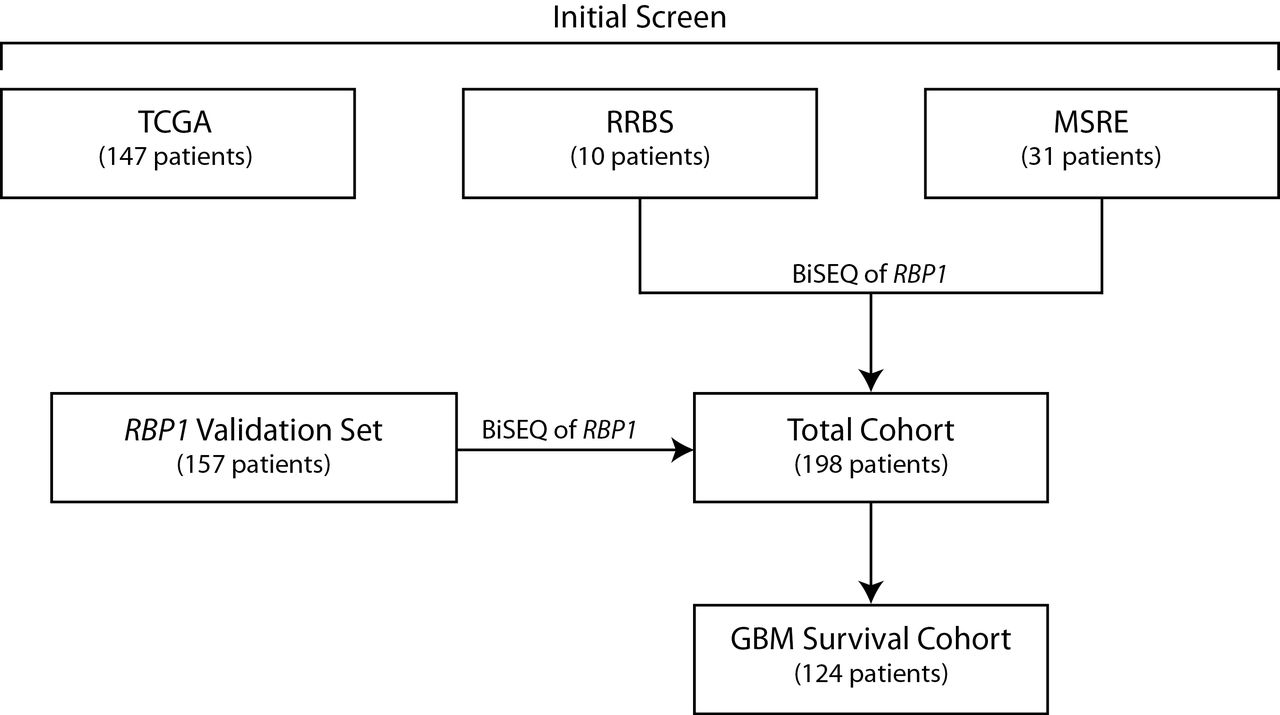 Initial Screen
TCGA
(147 patients)
RRBS
(10 patients)
MSRE
(31 patients)
BiSEQ of RBP1
RBP1 Validation Set
(157 patients)
BiSEQ of RBP1
Total Cohort
(198 patients)
GBM Survival Cohort
(124 patients)